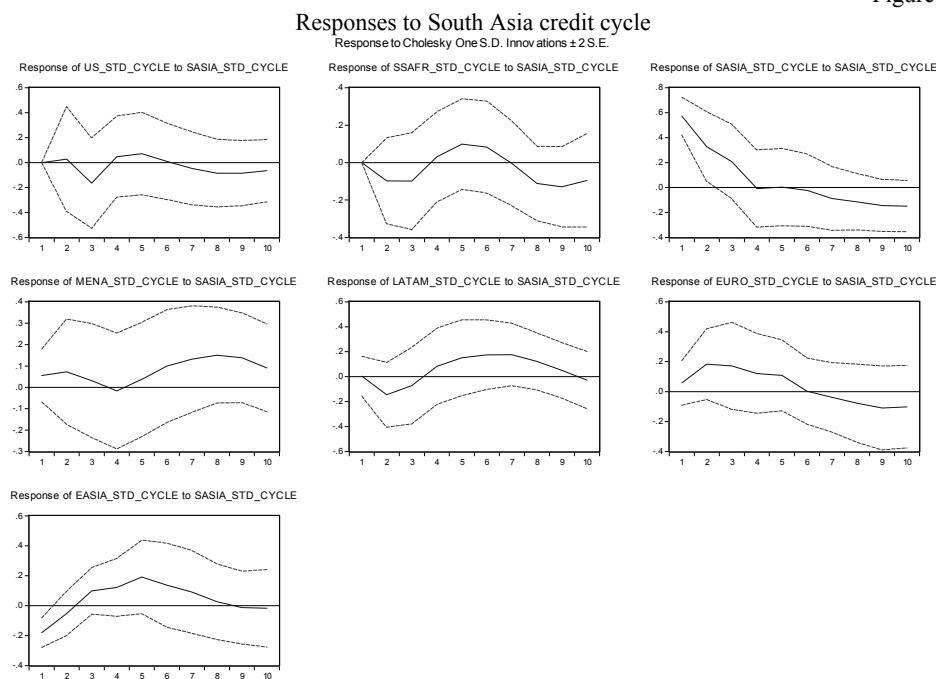 Figure
Responses to South Asia credit cycle
Response to Cholesky One S.D. Innovations ± 2 S.E.
Response of US_STD_CYCLE to SASIA_STD_CYCLE
.6
.4
.2
.0
-.2
-.4
-.6
1 2 3 4 5 6 7 8 9 10
Response of SSAFR_STD_CYCLE to SASIA_STD_CYCLE
.6
.4
.2
.0
-.2
-.4
1 2 3 4 5 6 7 8 9 10
Response of SASIA_STD_CYCLE to SASIA_STD_CYCLE
.8
.6
.4
.2
.0
-.2
-.4
1 2 3 4 5 6 7 8 9 10
Response of MENA_STD_CYCLE to SASIA_STD_CYCLE
.4
.3
.2
.1
.0
-.1
-.2
-.3
1 2 3 4 5 6 7 8 9 10
Response of LATAM_STD_CYCLE to SASIA_STD_CYCLE
.6
.4
.2
.0
-.2
-.4
-.6
1 2 3 4 5 6 7 8 9 10
Response of EURO_STD_CYCLE to SASIA_STD_CYCLE
.6
.4
.2
.0
-.2
-.4
1 2 3 4 5 6 7 8 9 10
Response of EASIA_STD_CYCLE to SASIA_STD_CYCLE
.6
.4
.2
.0
-.2
-.4
1 2 3 4 5 6 7 8 9 10